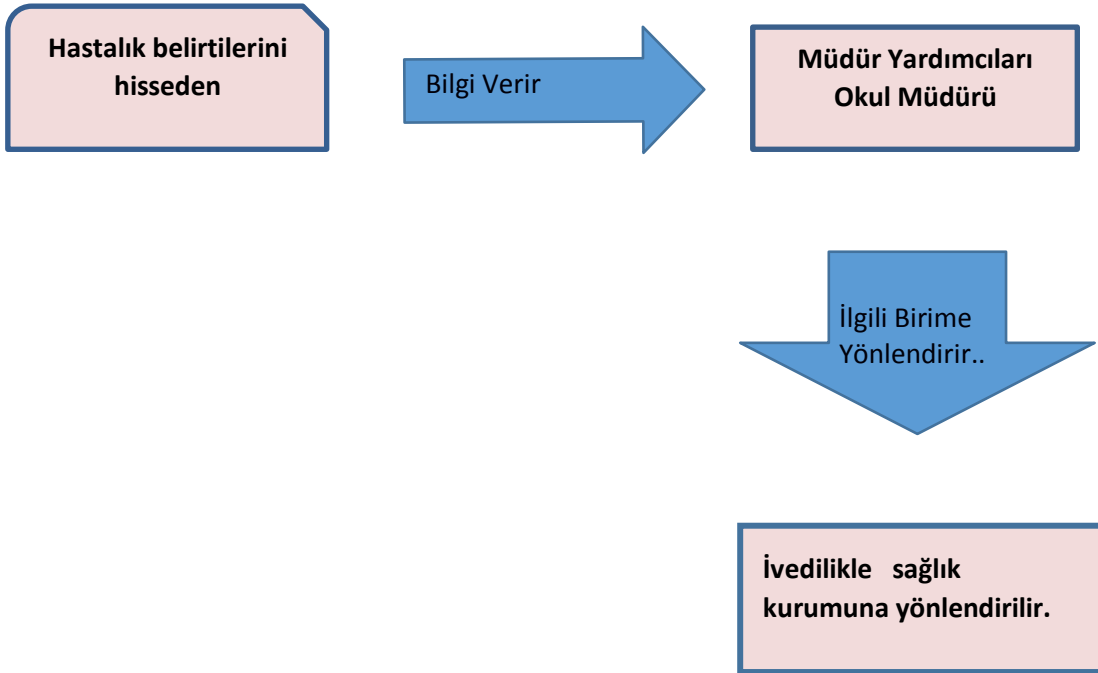 Hastalık belirtilerini
hisseden
Bilgi Verir
Müdür Yardımcıları
Okul Müdürü
İlgili Birime
Yönlendirir..
İvedilikle sağlık
kurumuna yönlendirilir.